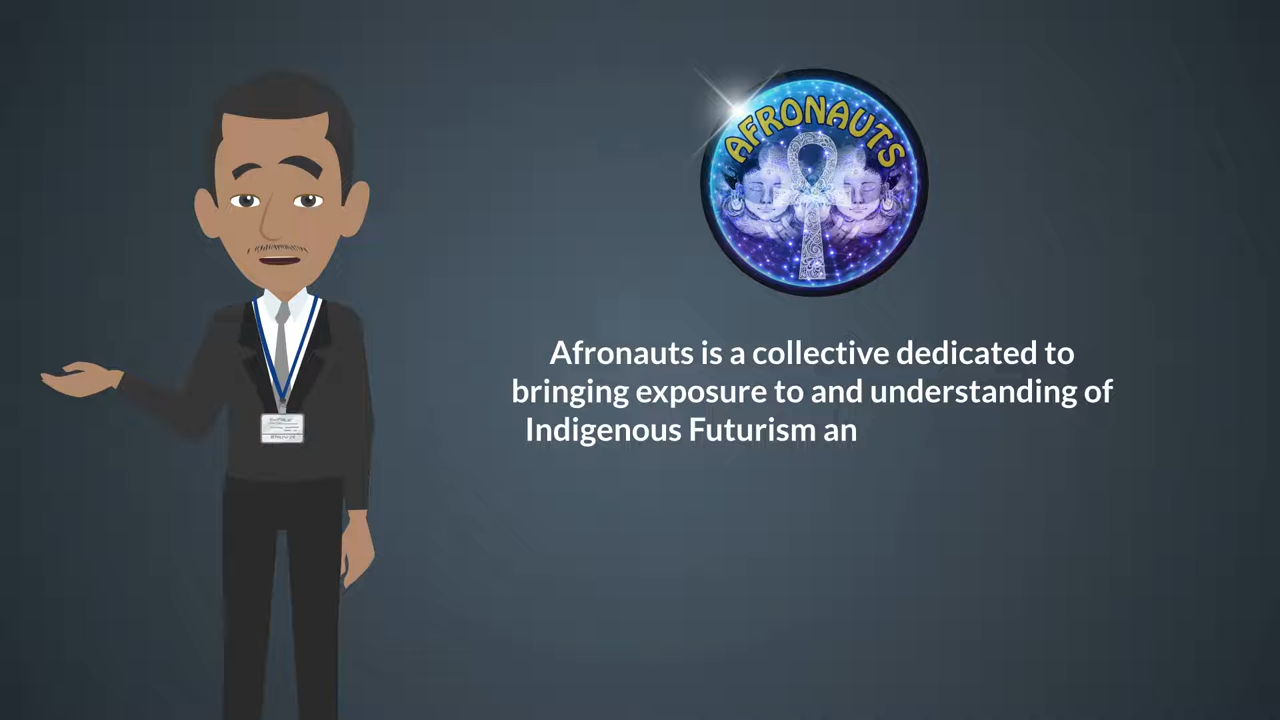 AFRONAUTS
Afronauts is a collective dedicated to
bringing exposure to and understanding of
Indigenous Futurism an